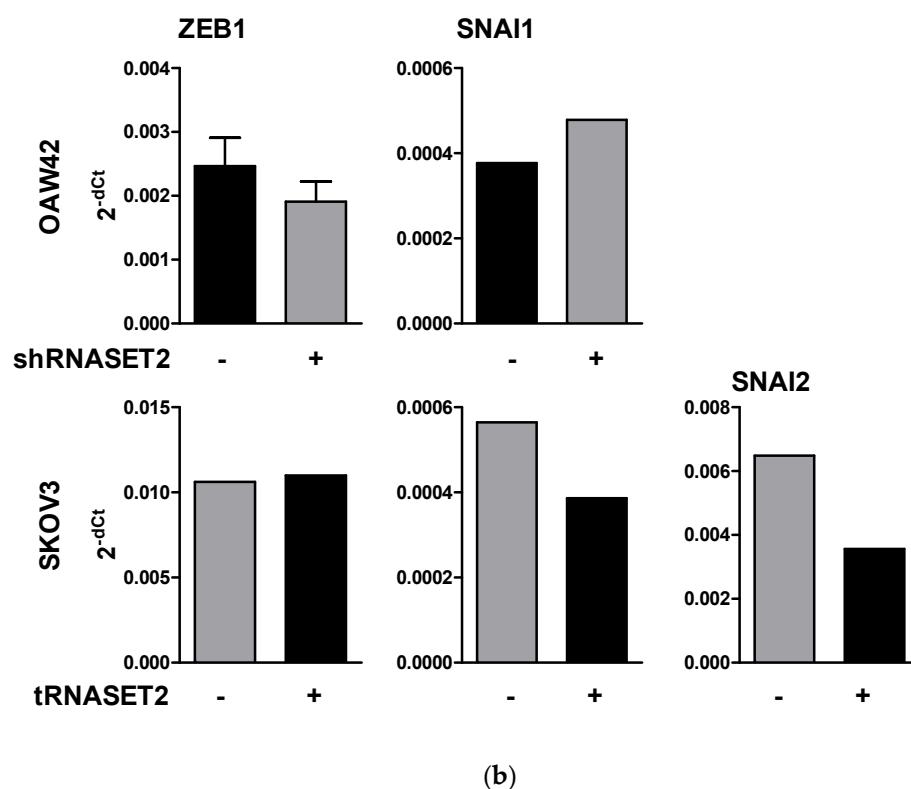 ZEB1
SNAI1
OAW42
2^-dCt
0.004
0.003
0.002
0.001
0.000
0.0006
0.0004
0.0002
0.0000
shRNASET2 - + - +
SNAI2
SKOV3
2^-dCt
0.015
0.010
0.005
0.000
0.0006
0.0004
0.0002
0.0000
0.008
0.006
0.004
0.002
0.000
tRNASET2 - + - + - +
(b)